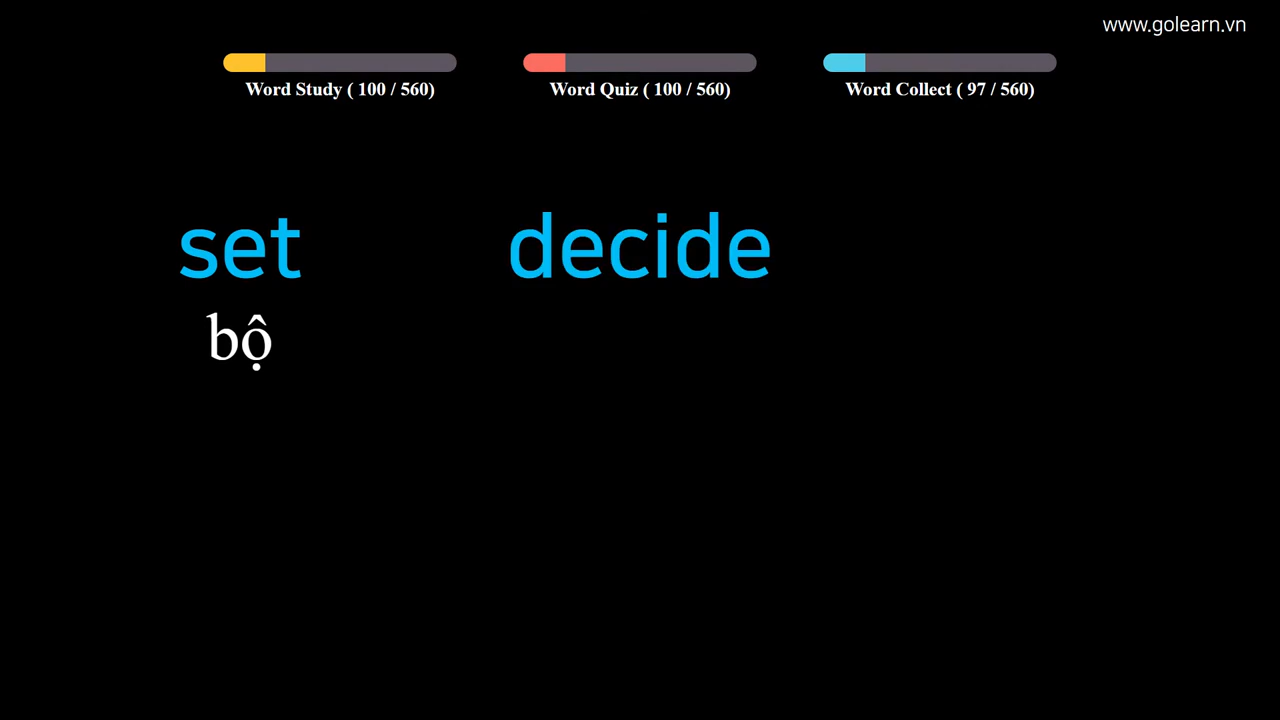 www.golearn.vn
Word Study ( 100 / 560) Word Quiz ( 100 / 560) Word Collect ( 97 / 560)
set decide
bộ